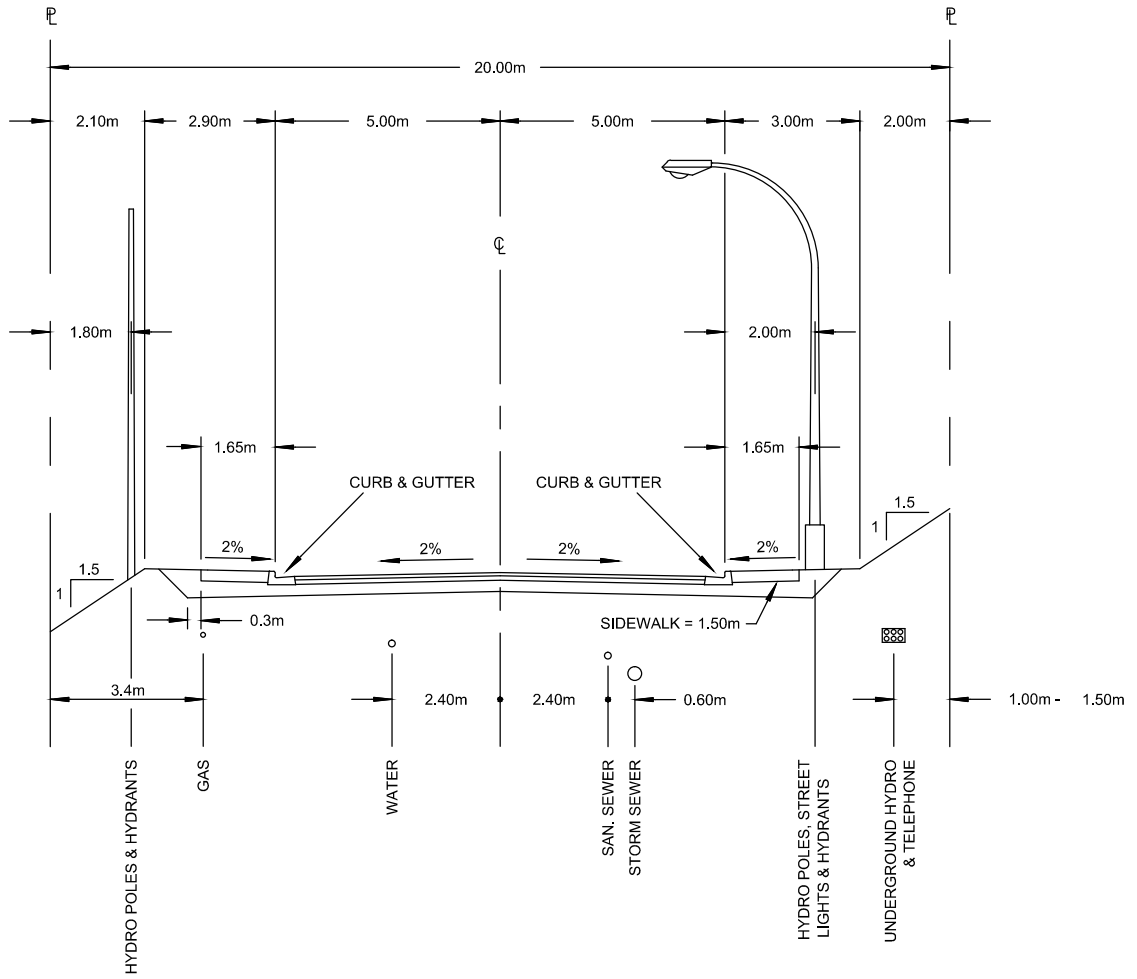 PL PL
20.00m
2.10m 2.90m 5.00m 5.00m 3.00m 2.00m
CL
1.80m 2.00m
1.65m 1.65m
CURB & GUTTER CURB & GUTTER
1.5
1
2% 2% 2% 2%
1.5
1
0.3m
SIDEWALK = 1.50m
3.4m
2.40m 2.40m 0.60m 1.00m - 1.50m
HYDRO POLES & HYDRANTS
GAS
WATER
SAN. SEWER
STORM SEWER
HYDRO POLES, STREET
LIGHTS & HYDRANTS
UNDERGROUND HYDRO
& TELEPHONE